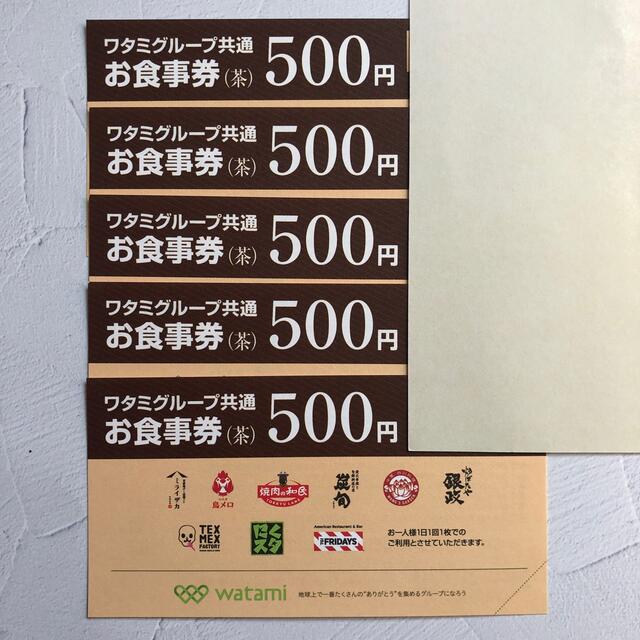 ワタミグループ共通
お食事券(茶) 500円
ワタミグループ共通
お食事券(茶) 500円
ワタミグループ共通
お食事券(茶) 500円
ワタミグループ共通
お食事券(茶) 500円
ワタミグループ共通
お食事券(茶) 500円
ミライザカ
鳥メロ
焼肉の和民
炭旬
銀政
TEX
MEX
FACTORY
American Restaurant & Bar
FRIDAYS
お一人様1日1回1枚での
ご利用とさせていただきます。
watami 地球上で一番たくさんの"ありがとう"を集めるグループになろう